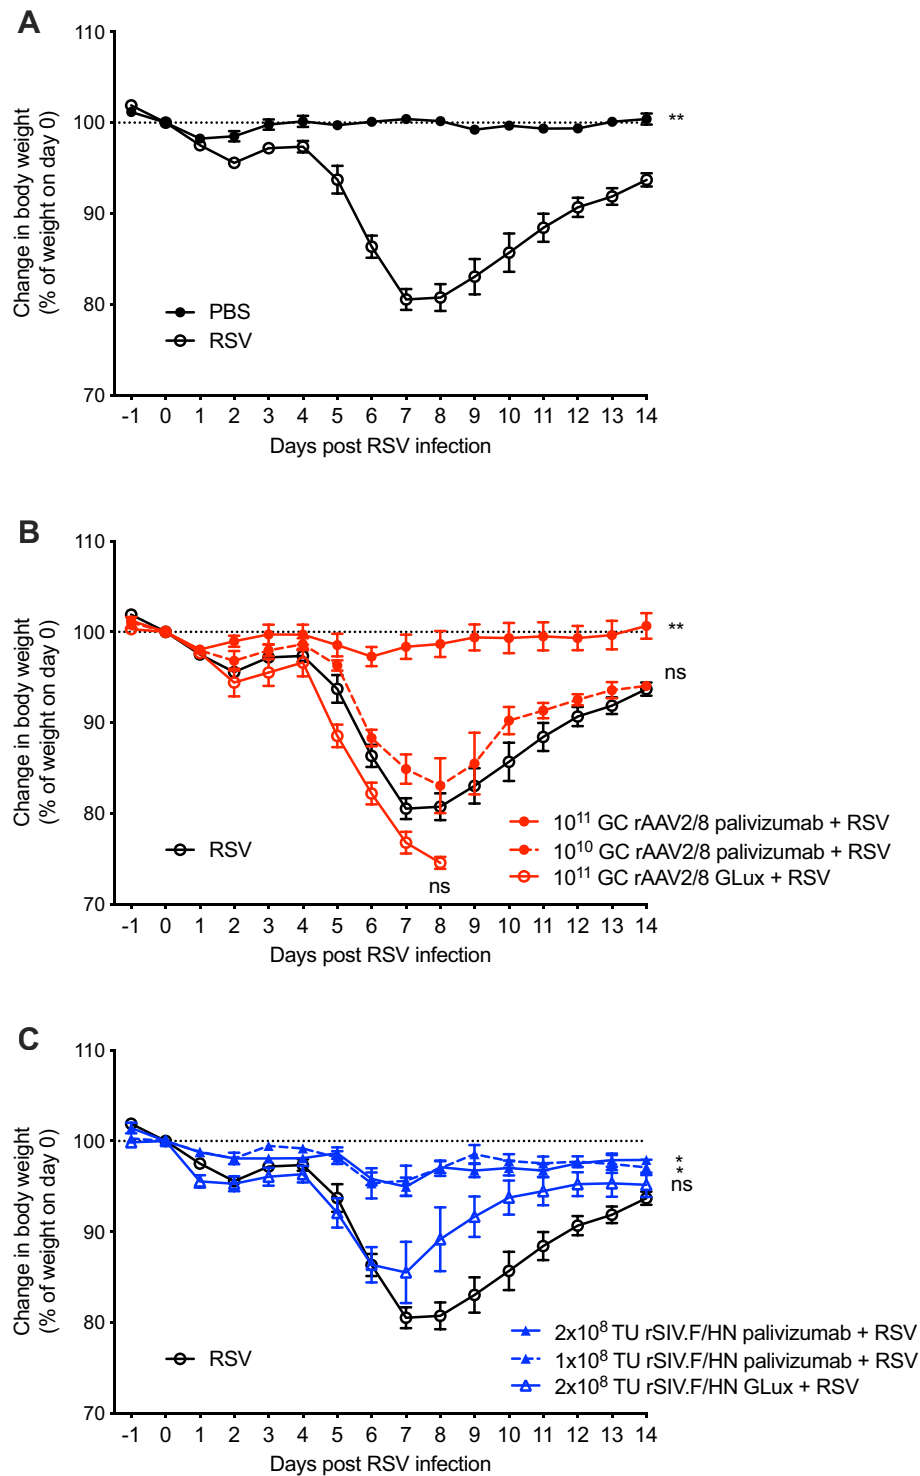 A
110
100
90
80
70
Change in body weight
(% of weight on day 0)
**
PBS
RSV
-1 0 1 2 3 4 5 6 7 8 9 10 11 12 13 14
Days post RSV infection
B
110
100
90
80
70
Change in body weight
(% of weight on day 0)
**
ns
RSV
10¹¹ GC rAAV2/8 palivizumab + RSV
10¹⁰ GC rAAV2/8 palivizumab + RSV
10¹¹ GC rAAV2/8 GLux + RSV
ns
-1 0 1 2 3 4 5 6 7 8 9 10 11 12 13 14
Days post RSV infection
C
110
100
90
80
70
Change in body weight
(% of weight on day 0)
*
*
ns
RSV
2x10⁸ TU rSIV.F/HN palivizumab + RSV
1x10⁸ TU rSIV.F/HN palivizumab + RSV
2x10⁸ TU rSIV.F/HN GLux + RSV
-1 0 1 2 3 4 5 6 7 8 9 10 11 12 13 14
Days post RSV infection